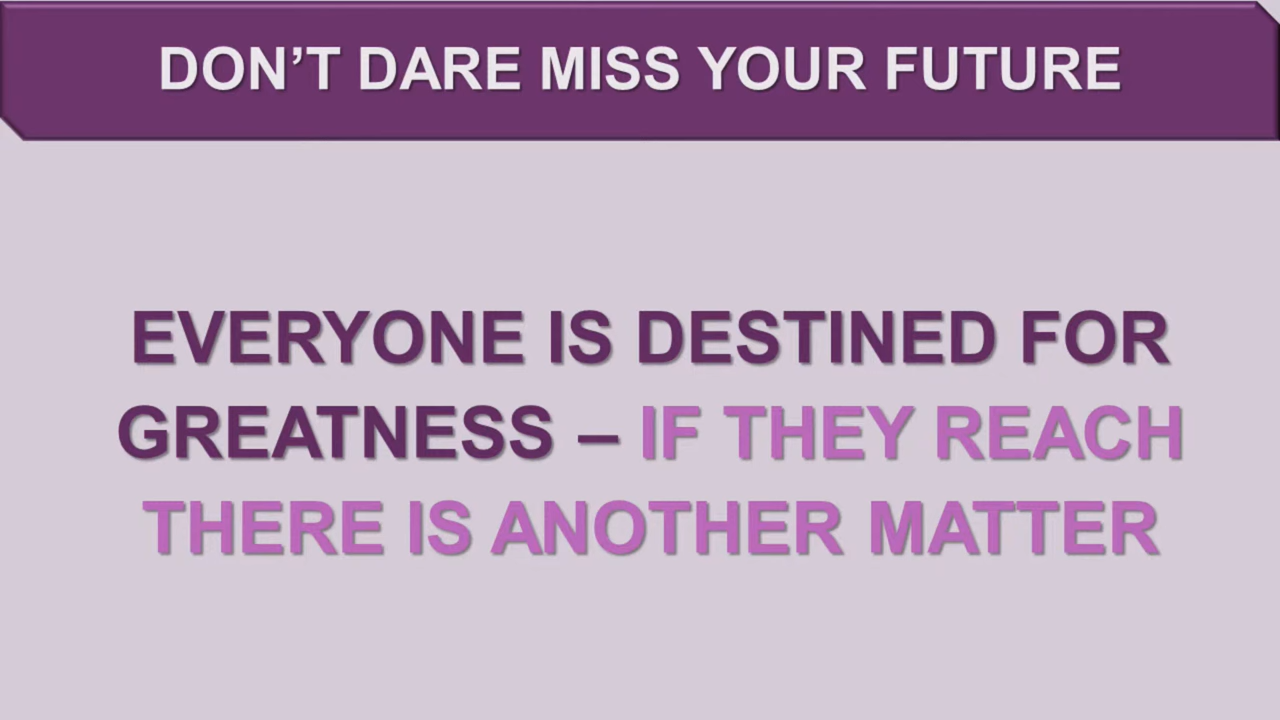 DON’T DARE MISS YOUR FUTURE
EVERYONE IS DESTINED FOR
GREATNESS – IF THEY REACH
THERE IS ANOTHER MATTER